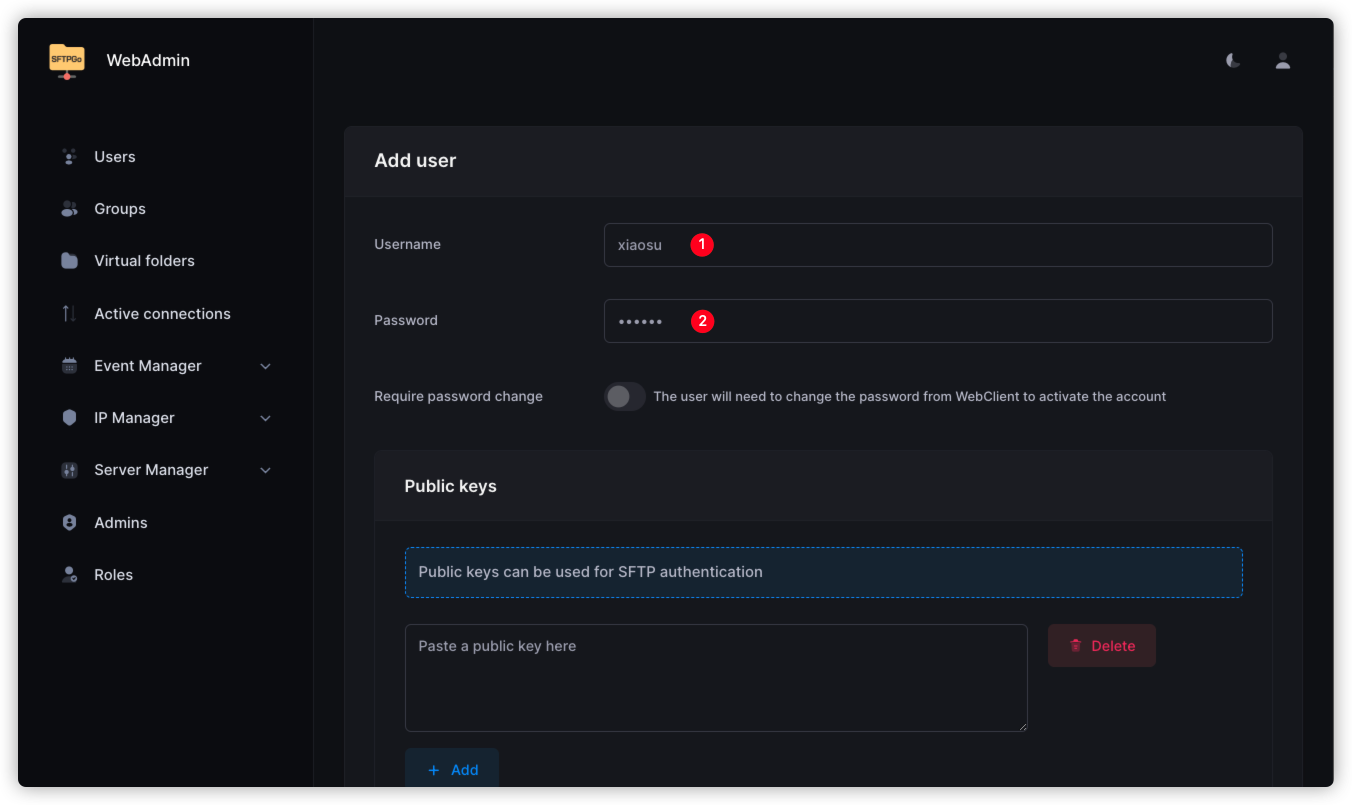 SFTPGo
WebAdmin
Users
Groups
Virtual folders
Active connections
Event Manager
IP Manager
Server Manager
Admins
Roles
Add user
Username
xiaosu
1
Password
••••••
2
Require password change
The user will need to change the password from WebClient to activate the account
Public keys
Public keys can be used for SFTP authentication
Paste a public key here
Delete
+ Add